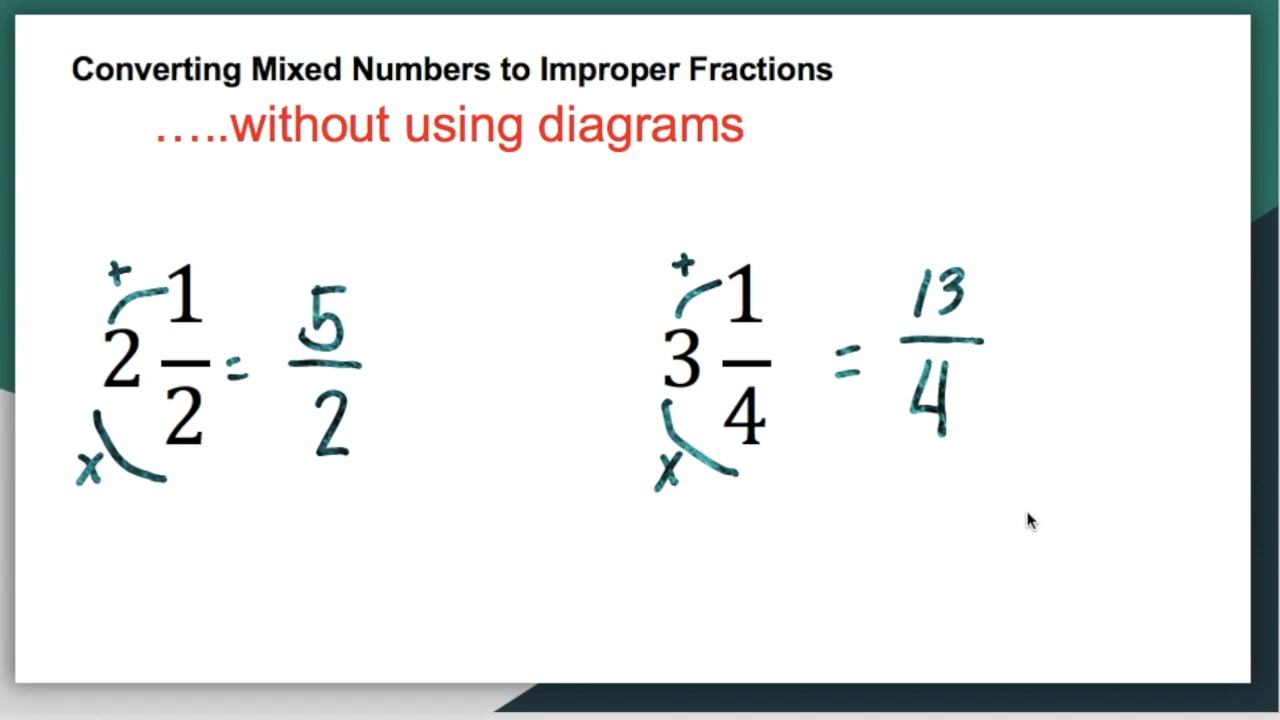 Converting Mixed Numbers to Improper Fractions
.....without using diagrams
+ 1 5 + 1 13
2 = 3 =
x 2 2 x 4 4